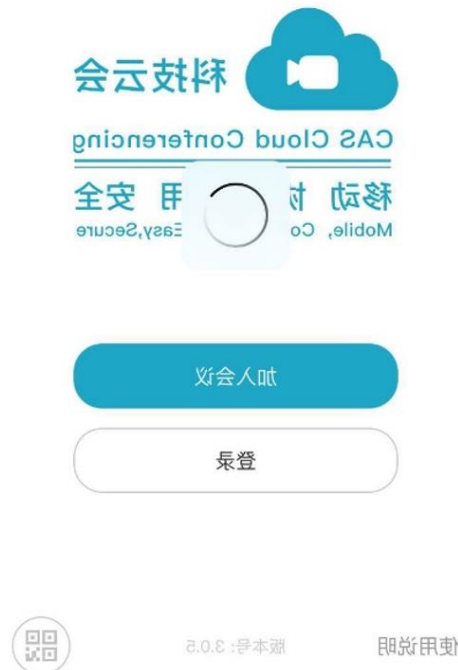 科技云会
CAS Cloud Conferencing
移动 协 用 安全
Mobile, Co Easy,Secure
加入会议
登录
使用说明
版本号: 3.0.5